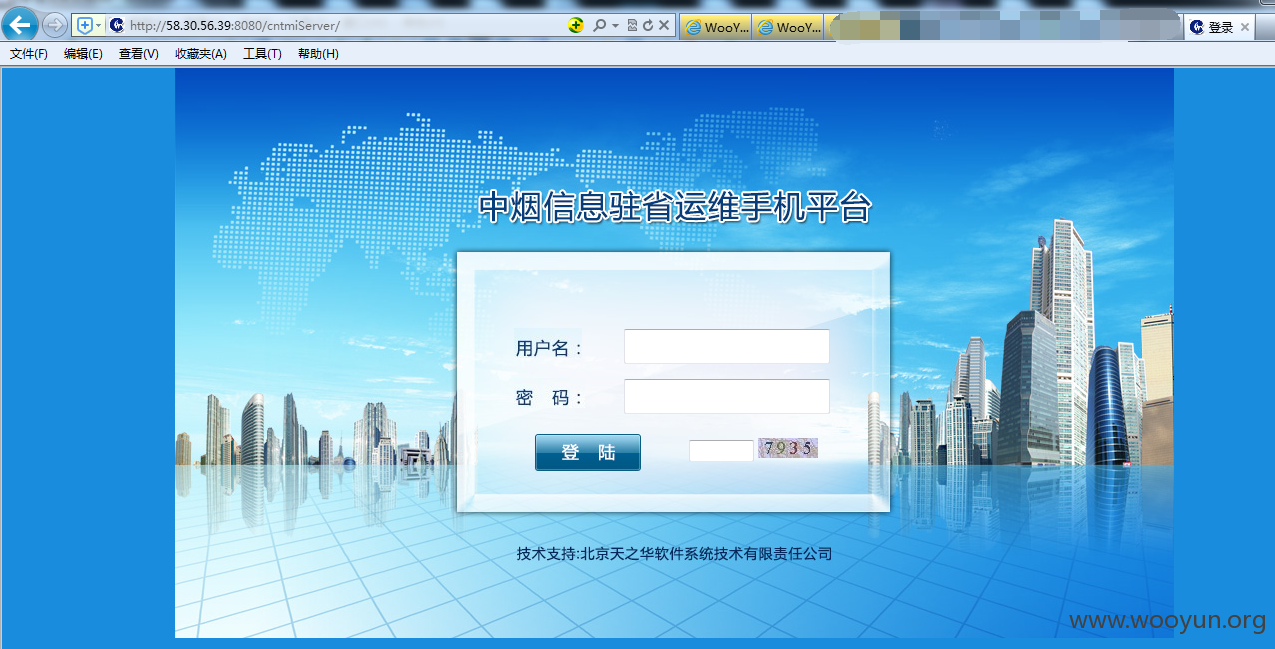 http://58.30.56.39:8080/cntmiServer/
WooY...
WooY...
登录
文件(F) 编辑(E) 查看(V) 收藏夹(A) 工具(T) 帮助(H)
中烟信息驻省运维手机平台
用户名：
密 码：
登 陆
7935
技术支持:北京天之华软件系统技术有限责任公司
www.wooyun.org